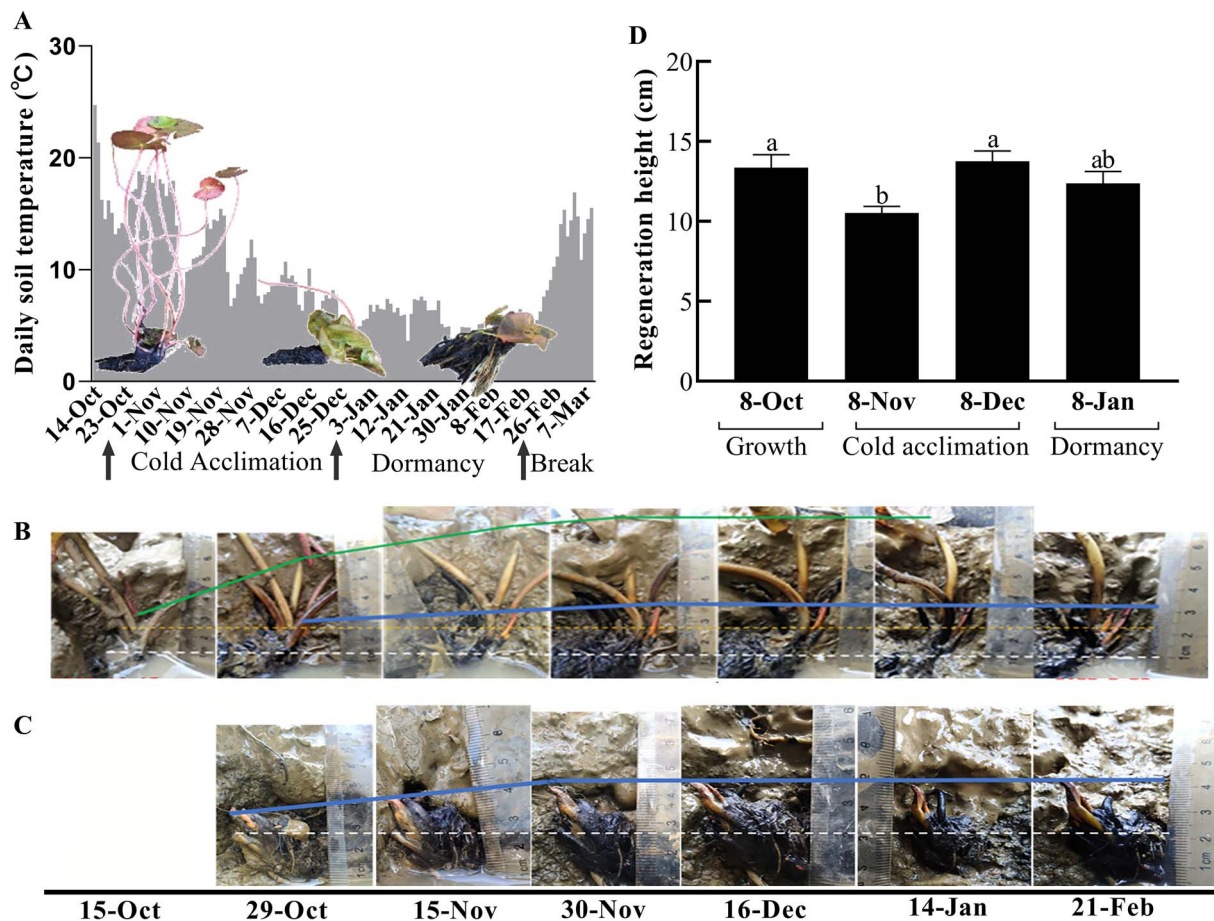 A
Daily soil temperature (℃)
30
20
10
0
14-Oct
23-Oct
1-Nov
10-Nov
19-Nov
28-Nov
7-Dec
16-Dec
25-Dec
3-Jan
12-Jan
21-Jan
30-Jan
8-Feb
17-Feb
26-Feb
7-Mar
Cold Acclimation Dormancy Break
D
Regeneration height (cm)
20
15
10
5
0
a b a ab
8-Oct 8-Nov 8-Dec 8-Jan
Growth Cold acclimation Dormancy
B
C
15-Oct 29-Oct 15-Nov 30-Nov 16-Dec 14-Jan 21-Feb